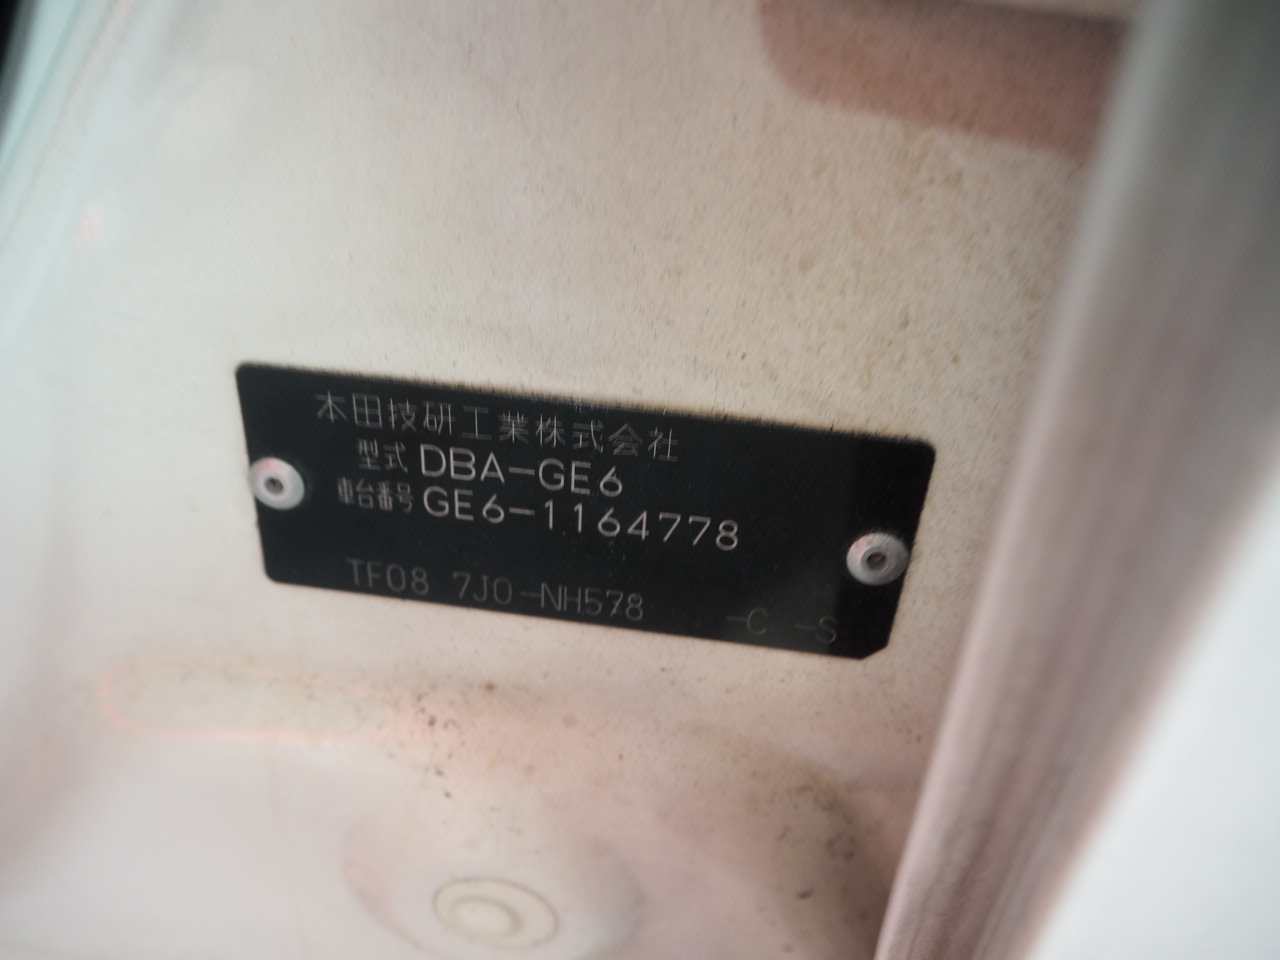 本田技研工業株式会社
型式 DBA-GE6
車台番号 GE6-1164778
TF08 7J0-NH578 -C -S